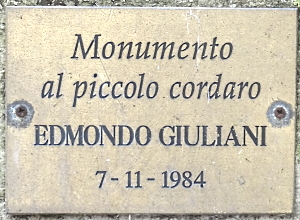 Monumento
al piccolo cordaro
EDMONDO GIULIANI
7-11-1984